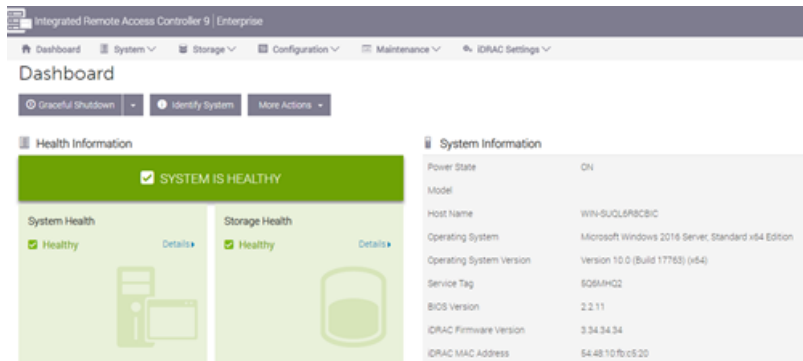 Integrated Remote Access Controller 9 | Enterprise
Dashboard System Storage Configuration Maintenance iDRAC Settings
Dashboard
Graceful Shutdown Identify System More Actions
Health Information
SYSTEM IS HEALTHY
System Health
Healthy Details
Storage Health
Healthy Details
System Information
Power State ON
Model
Host Name WIN-SUQL6R8CBIC
Operating System Microsoft Windows 2016 Server, Standard x64 Edition
Operating System Version Version 10.0 (Build 17763) (x64)
Service Tag 5Q6MHQ2
BIOS Version 2.2.11
iDRAC Firmware Version 3.34.34.34
iDRAC MAC Address 54:48:10:fb:c5:20